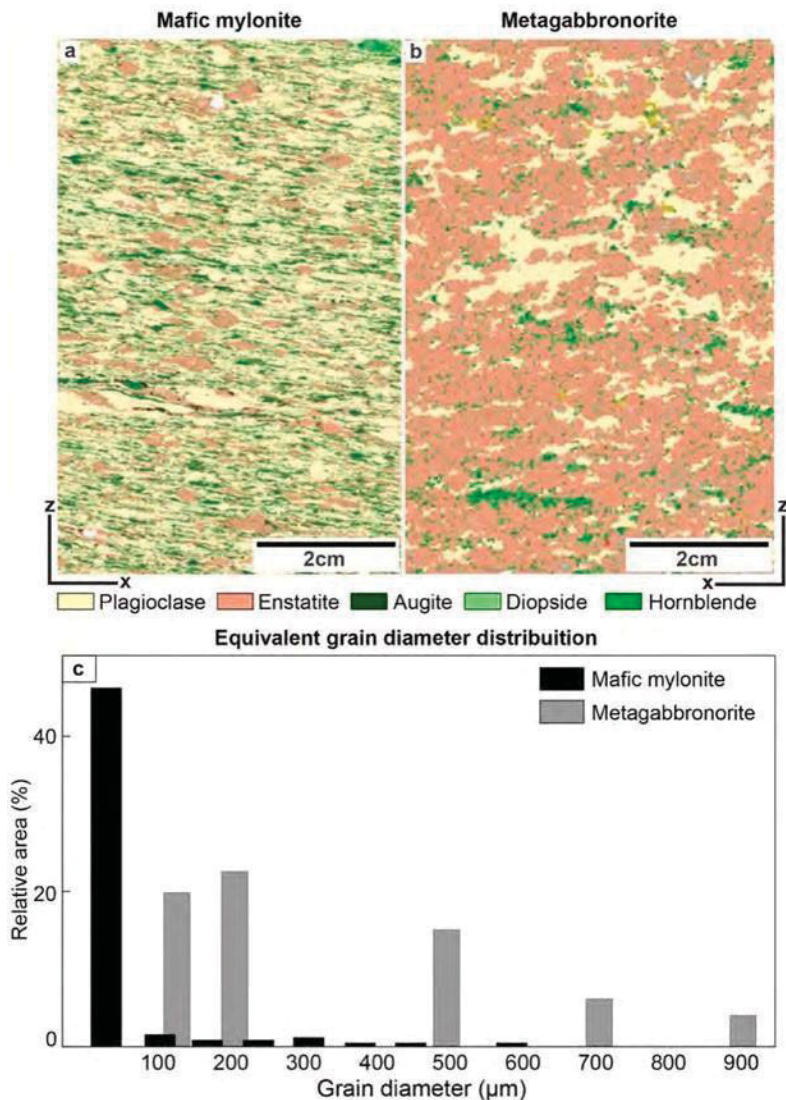 Mafic mylonite
Metagabbronorite
a
b
z
x
2cm
z
x
2cm
Plagioclase
Enstatite
Augite
Diopside
Hornblende
Equivalent grain diameter distribuition
c
Mafic mylonite
Metagabbronorite
Relative area (%)
40
20
0
100 200 300 400 500 600 700 800 900
Grain diameter (μm)